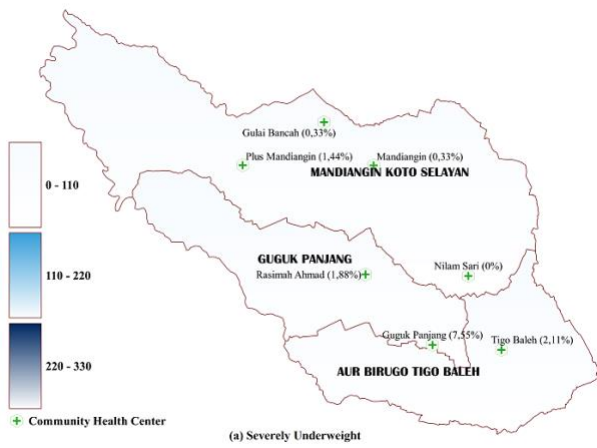 Gulai Bancah (0,33%)
Plus Mandiangin (1,44%)
Mandiangin (0,33%)
MANDIANGIN KOTO SELAYAN
0 - 110
GUGUK PANJANG
Rasimah Ahmad (1,88%)
Nilam Sari (0%)
110 - 220
Guguk Panjang (7,55%)
Tigo Baleh (2,11%)
AUR BIRUGO TIGO BALEH
220 - 330
Community Health Center
(a) Severely Underweight